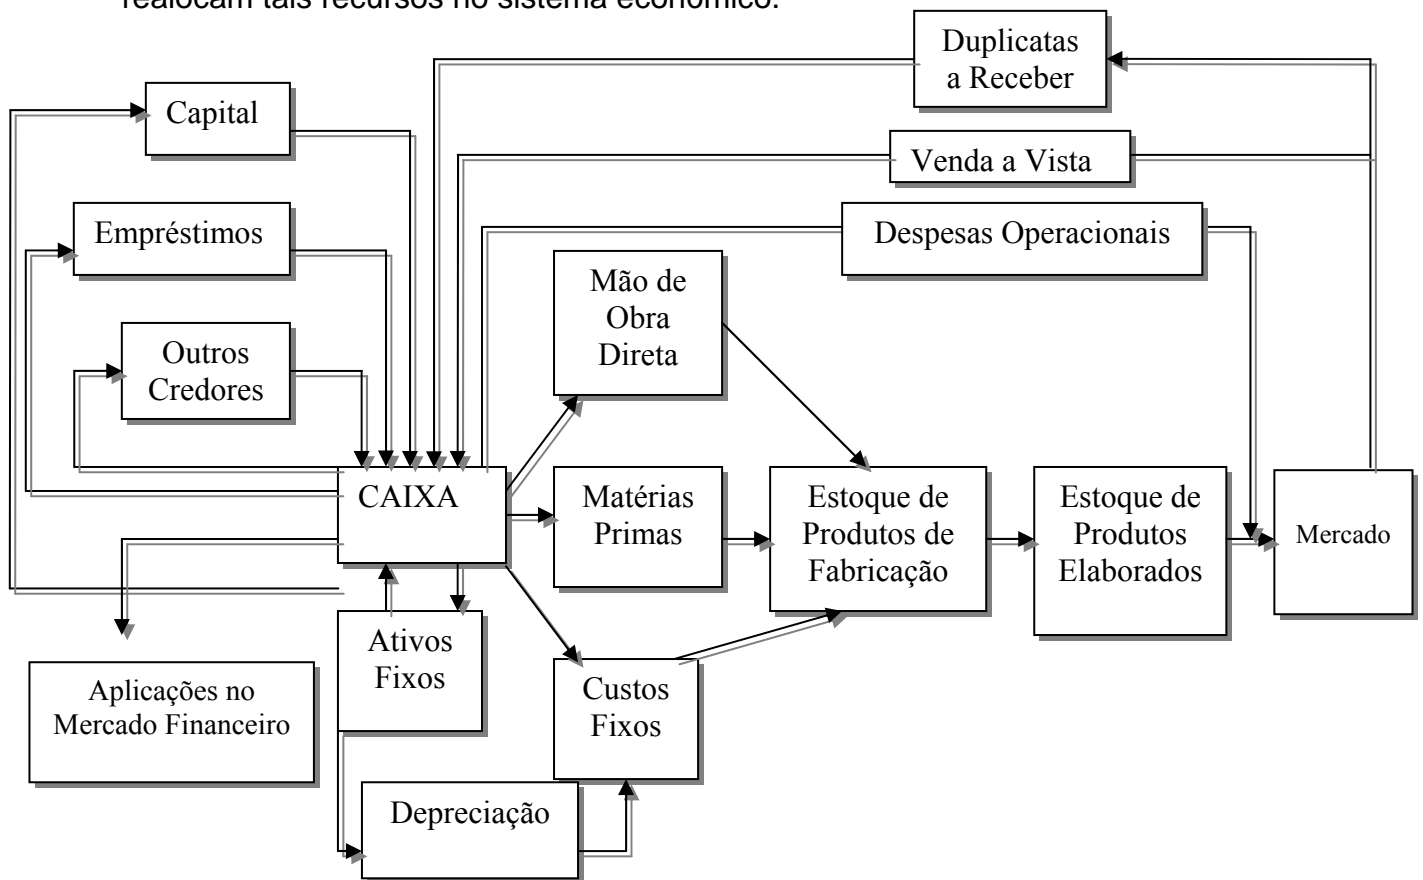 realocam tais recursos no sistema econômico.
Duplicatas
a Receber
Capital
Venda a Vista
Empréstimos
Despesas Operacionais
Mão de
Obra
Direta
Outros
Credores
CAIXA
Matérias
Primas
Estoque de
Produtos de
Fabricação
Estoque de
Produtos
Elaborados
Mercado
Ativos
Fixos
Aplicações no
Mercado Financeiro
Custos
Fixos
Depreciação